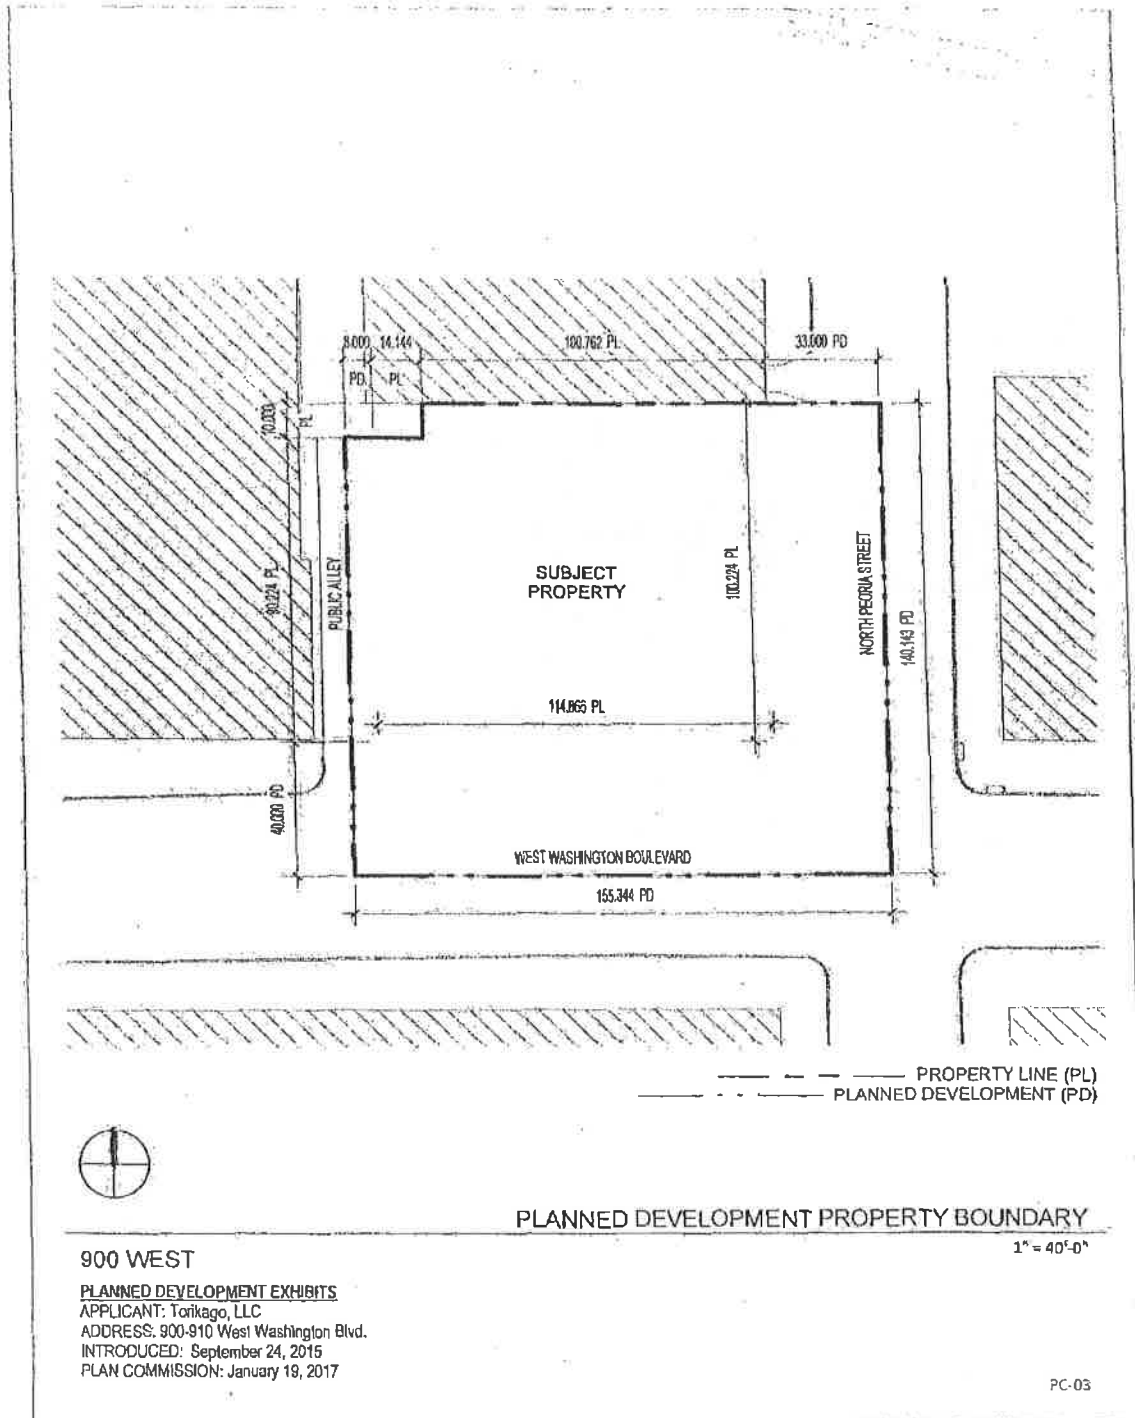 8.000 14.144 100.762 PL 33.000 PD
PD PL
10.000
PL
SUBJECT
PROPERTY
PUBLIC ALLEY
90.224 PL
100.224 PL
NORTH PEORIA STREET
140.143 PD
114.866 PL
40.000 PD
WEST WASHINGTON BOULEVARD
155.344 PD
PROPERTY LINE (PL)
PLANNED DEVELOPMENT (PD)
PLANNED DEVELOPMENT PROPERTY BOUNDARY
1" = 40'-0"
900 WEST
PLANNED DEVELOPMENT EXHIBITS
APPLICANT: Torikago, LLC
ADDRESS: 900-910 West Washington Blvd.
INTRODUCED: September 24, 2015
PLAN COMMISSION: January 19, 2017
PC-03